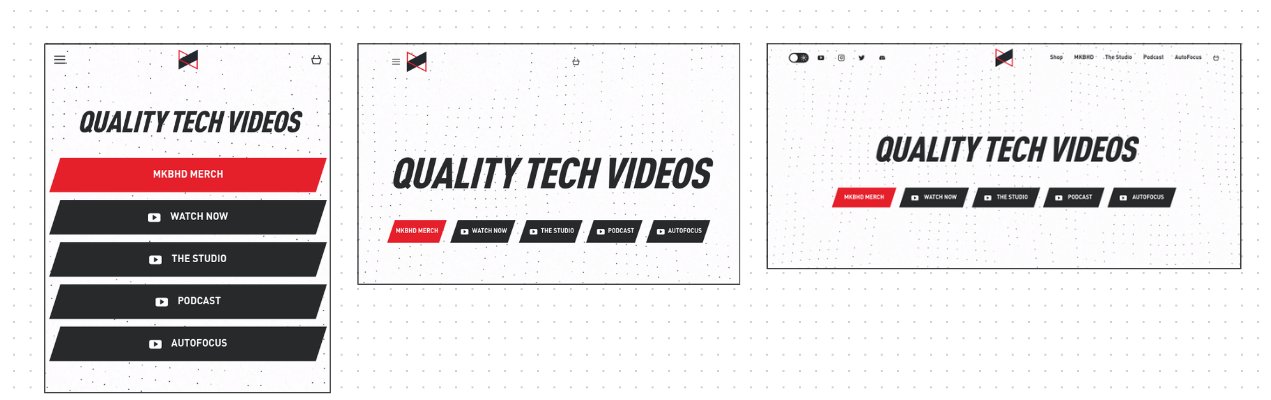 QUALITY TECH VIDEOS
MKBHD MERCH
WATCH NOW
THE STUDIO
PODCAST
AUTOFOCUS
QUALITY TECH VIDEOS
MKBHD MERCH WATCH NOW THE STUDIO PODCAST AUTOFOCUS
Shop MKBHD The Studio Podcast AutoFocus
QUALITY TECH VIDEOS
MKBHD MERCH WATCH NOW THE STUDIO PODCAST AUTOFOCUS